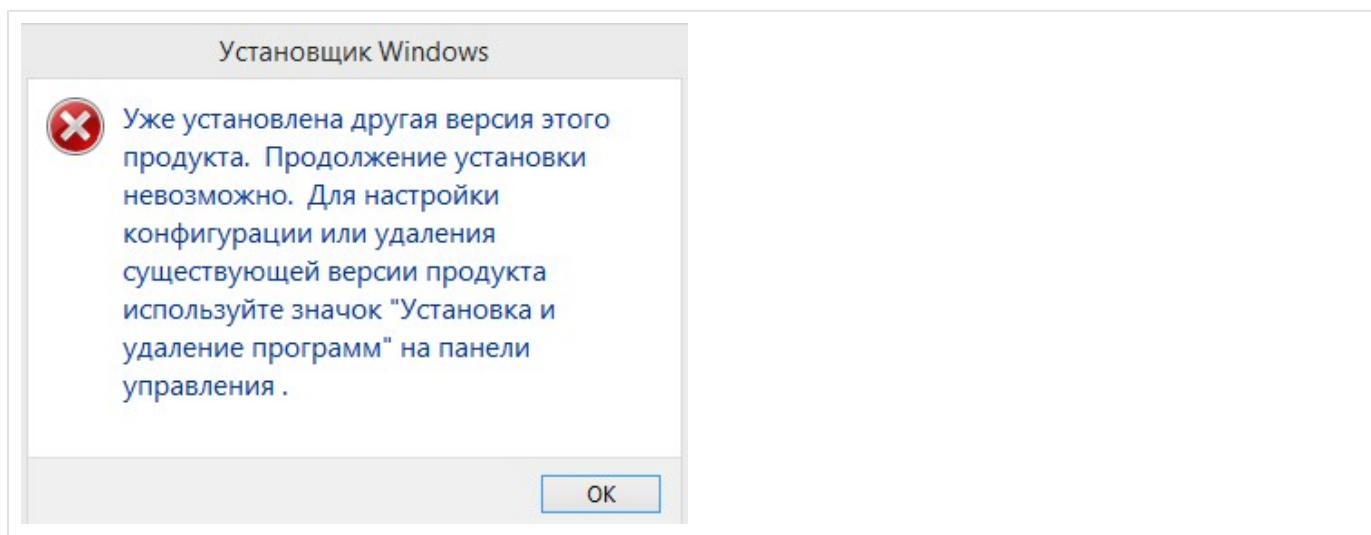 Установщик Windows
Уже установлена другая версия этого
продукта.  Продолжение установки
невозможно.  Для настройки
конфигурации или удаления
существующей версии продукта
используйте значок "Установка и
удаление программ" на панели
управления .
ОК